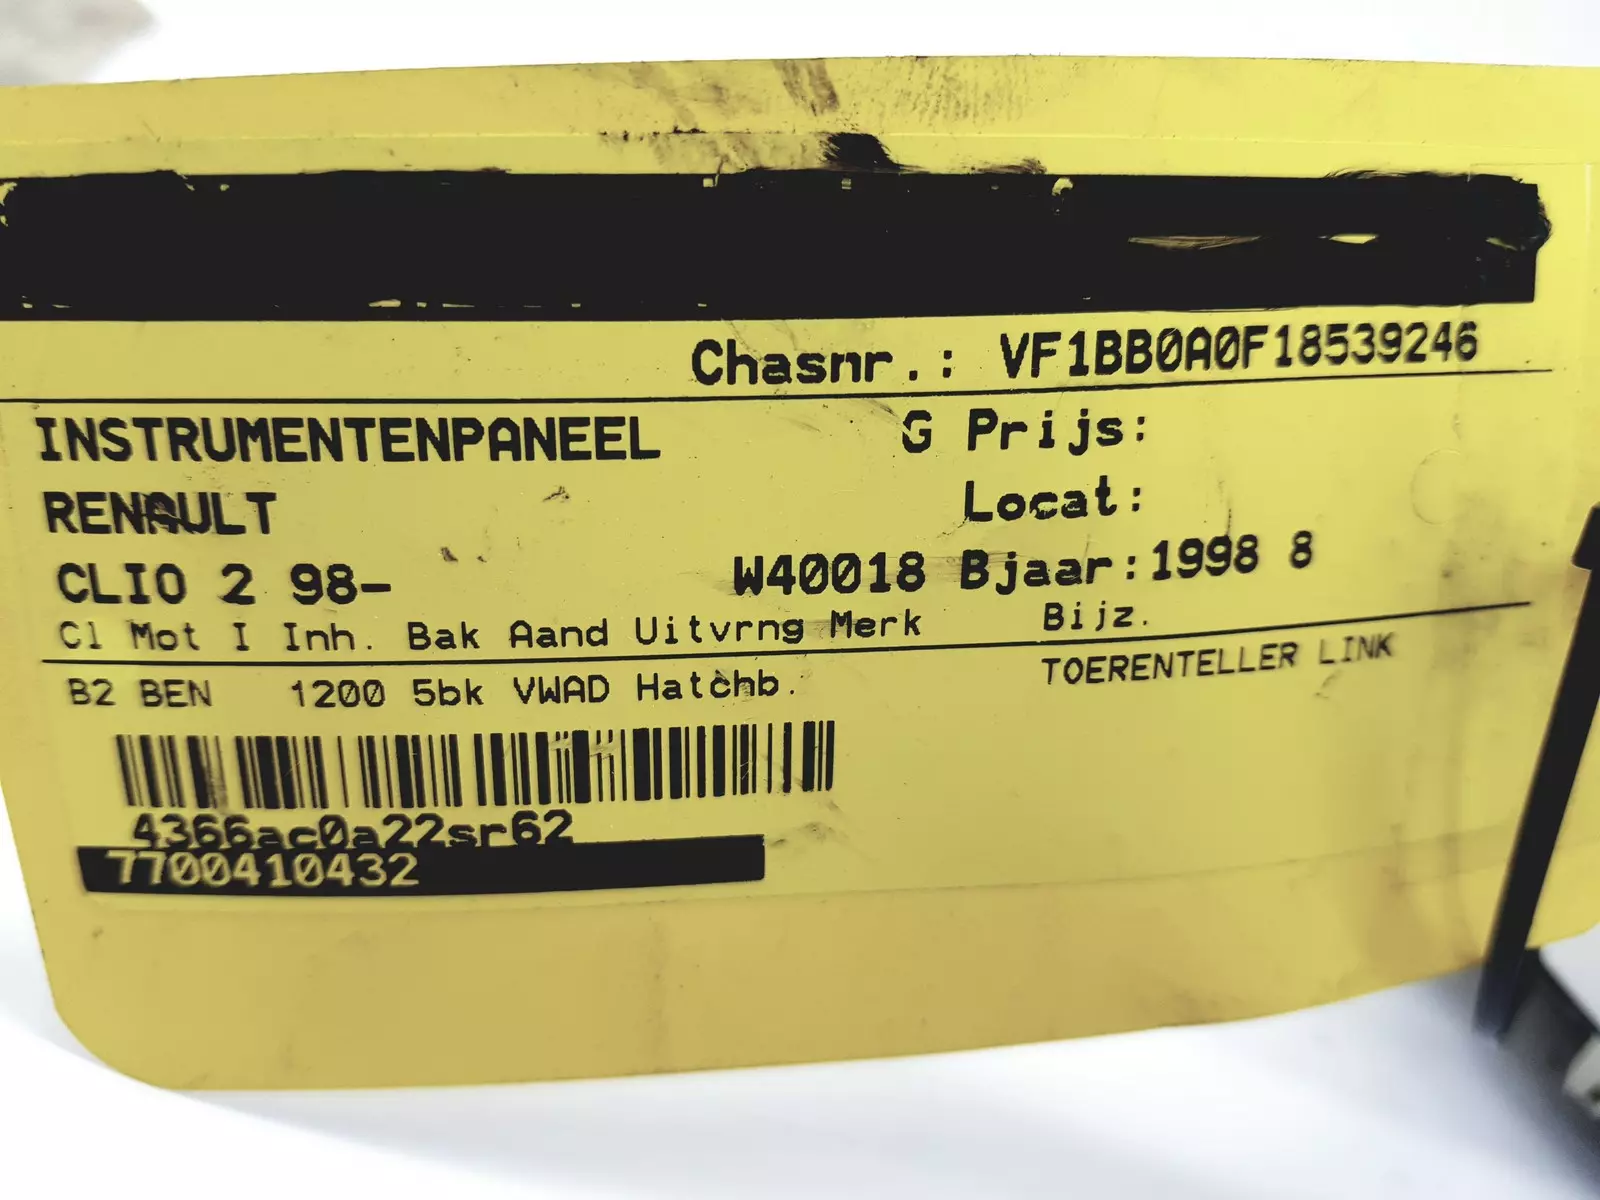 Chasnr.: VF1BB0A0F18539246
INSTRUMENTENPANEEL G Prijs:
RENAULT Locat:
CLIO 2 98- W40018 Bjaar:1998 8
Cl Mot I Inh. Bak Aand Uitvrng Merk Bijz.
B2 BEN 1200 5bk VWAD Hatchb. TOERENTELLER LINK
4366ac0a22sr62
7700410432